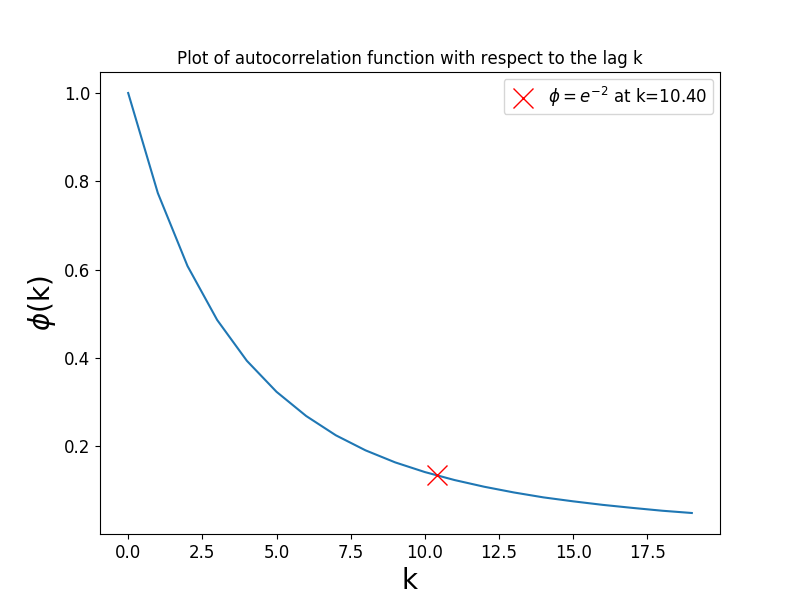 Plot of autocorrelation function with respect to the lag k
ϕ = e⁻² at k=10.40
1.0
0.8
0.6
0.4
0.2
ϕ(k)
0.0 2.5 5.0 7.5 10.0 12.5 15.0 17.5
k